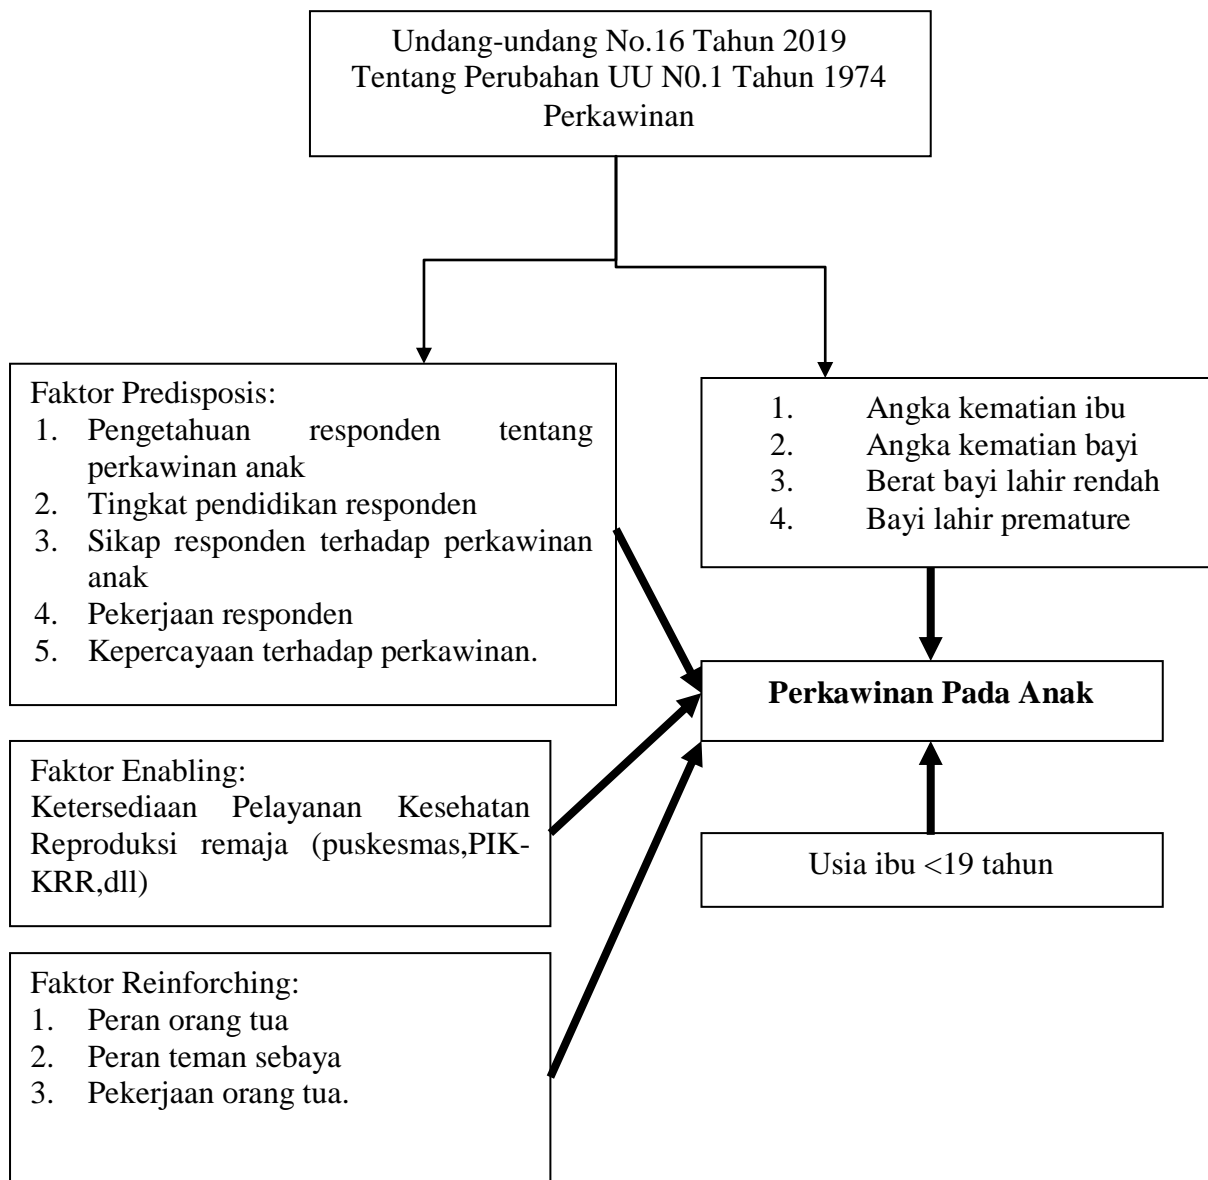 Undang-undang No.16 Tahun 2019
Tentang Perubahan UU N0.1 Tahun 1974
Perkawinan
Faktor Predisposis:
1. Pengetahuan responden tentang
perkawinan anak
2. Tingkat pendidikan responden
3. Sikap responden terhadap perkawinan
anak
4. Pekerjaan responden
5. Kepercayaan terhadap perkawinan.
1. Angka kematian ibu
2. Angka kematian bayi
3. Berat bayi lahir rendah
4. Bayi lahir premature
Perkawinan Pada Anak
Faktor Enabling:
Ketersediaan Pelayanan Kesehatan
Reproduksi remaja (puskesmas,PIK-
KRR,dll)
Usia ibu <19 tahun
Faktor Reinforching:
1. Peran orang tua
2. Peran teman sebaya
3. Pekerjaan orang tua.